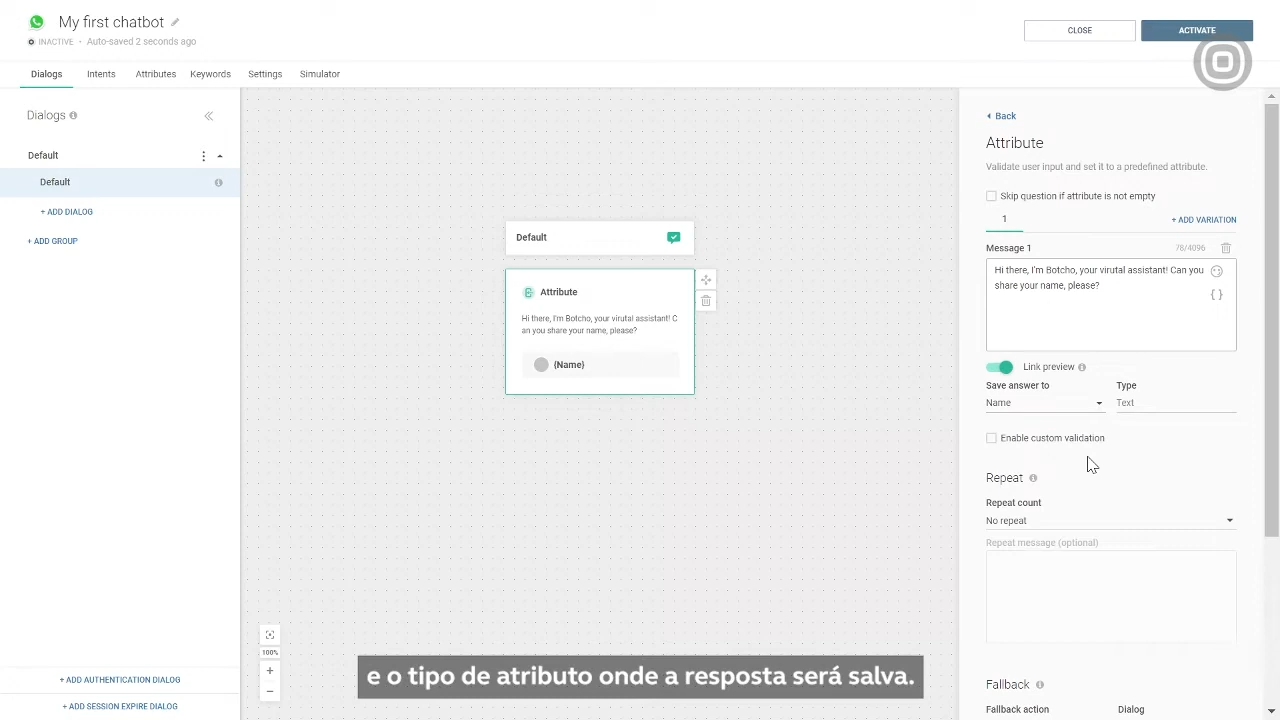 My first chatbot
INACTIVE • Auto-saved 2 seconds ago
CLOSE
ACTIVATE
Dialogs
Intents
Attributes
Keywords
Settings
Simulator
Dialogs
Default
Default
+ ADD DIALOG
+ ADD GROUP
+ ADD AUTHENTICATION DIALOG
+ ADD SESSION EXPIRE DIALOG
Default
Attribute
Hi there, I'm Botcho, your virutal assistant! C
an you share your name, please?
{Name}
100%
+
−
Back
Attribute
Validate user input and set it to a predefined attribute.
Skip question if attribute is not empty
1
+ ADD VARIATION
Message 1
78/4096
Hi there, I'm Botcho, your virutal assistant! Can you
share your name, please?
{ }
Link preview
Save answer to
Type
Name
Text
Enable custom validation
Repeat
Repeat count
No repeat
Repeat message (optional)
Fallback
Fallback action
Dialog
e o tipo de atributo onde a resposta será salva.